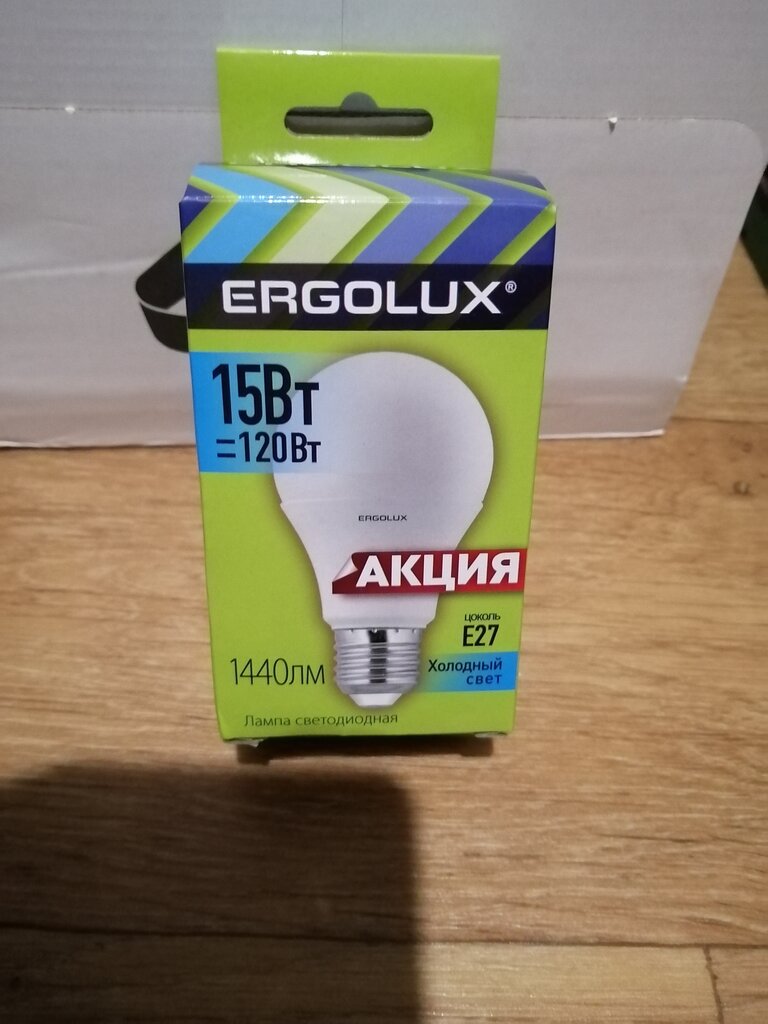 ERGOLUX®
15Вт
=120Вт
ERGOLUX
АКЦИЯ
цоколь
E27
1440лм
Холодный
свет
Лампа светодиодная